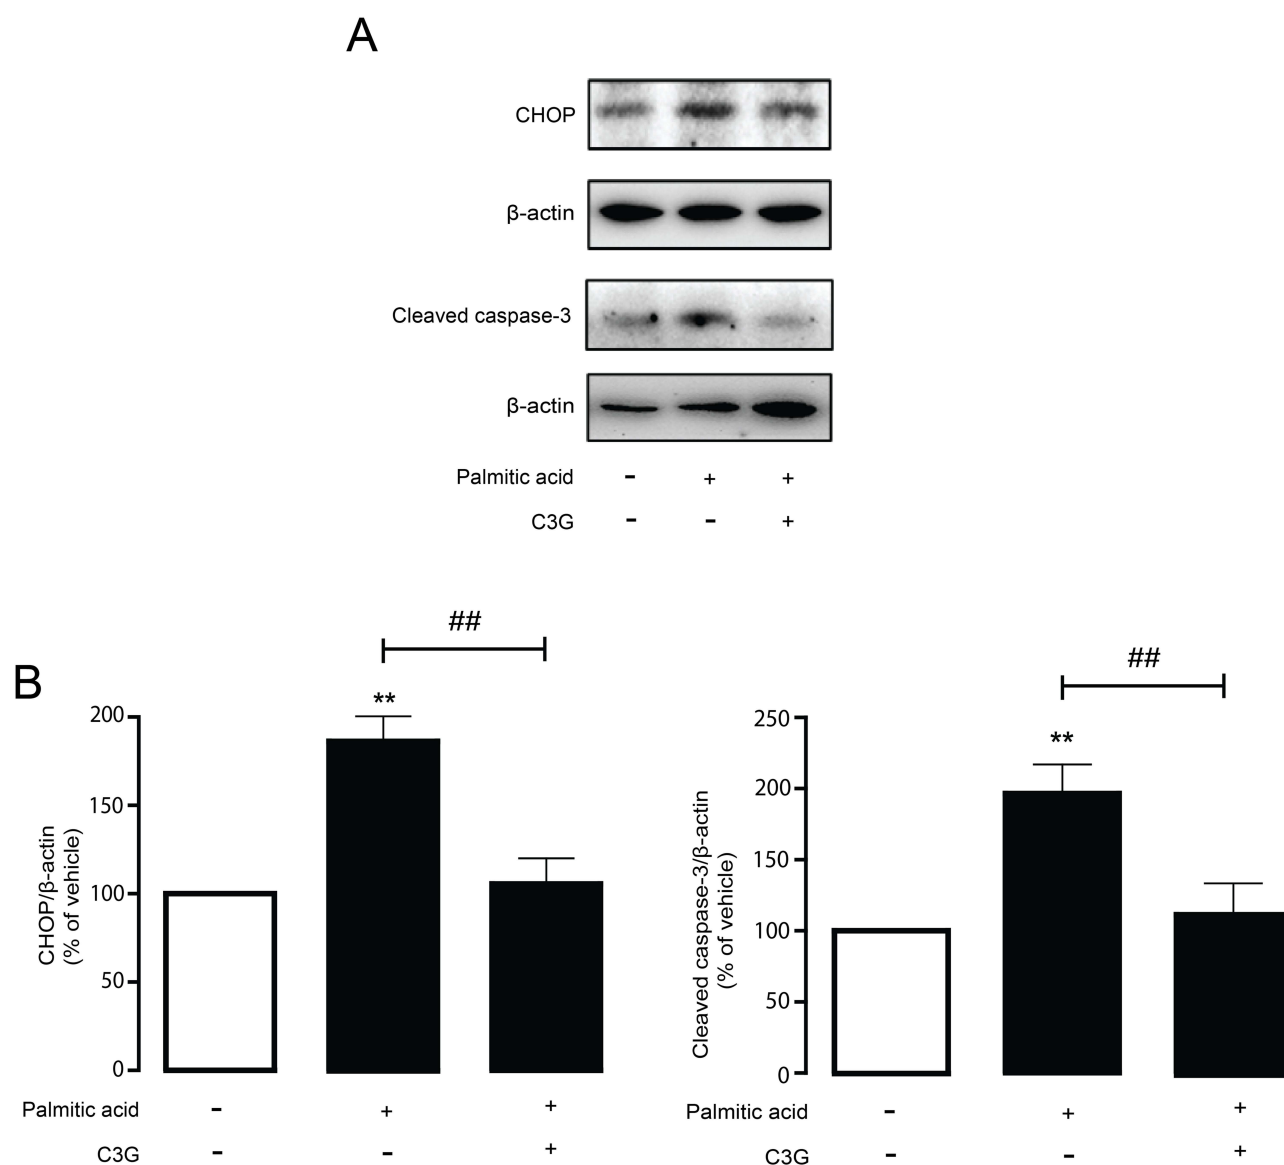 A
CHOP
β-actin
Cleaved caspase-3
β-actin
Palmitic acid - + +
C3G - - +
B
##
**
200
150
100
50
0
CHOP/β-actin
(% of vehicle)
Palmitic acid - + +
C3G - - +
##
**
250
200
150
100
50
0
Cleaved caspase-3/β-actin
(% of vehicle)
Palmitic acid - + +
C3G - - +